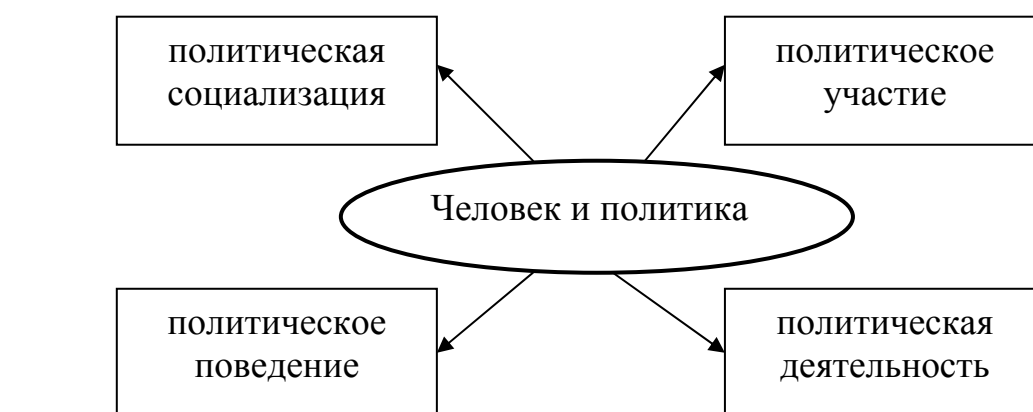 политическая
социализация
политическое
участие
Человек и политика
политическое
поведение
политическая
деятельность